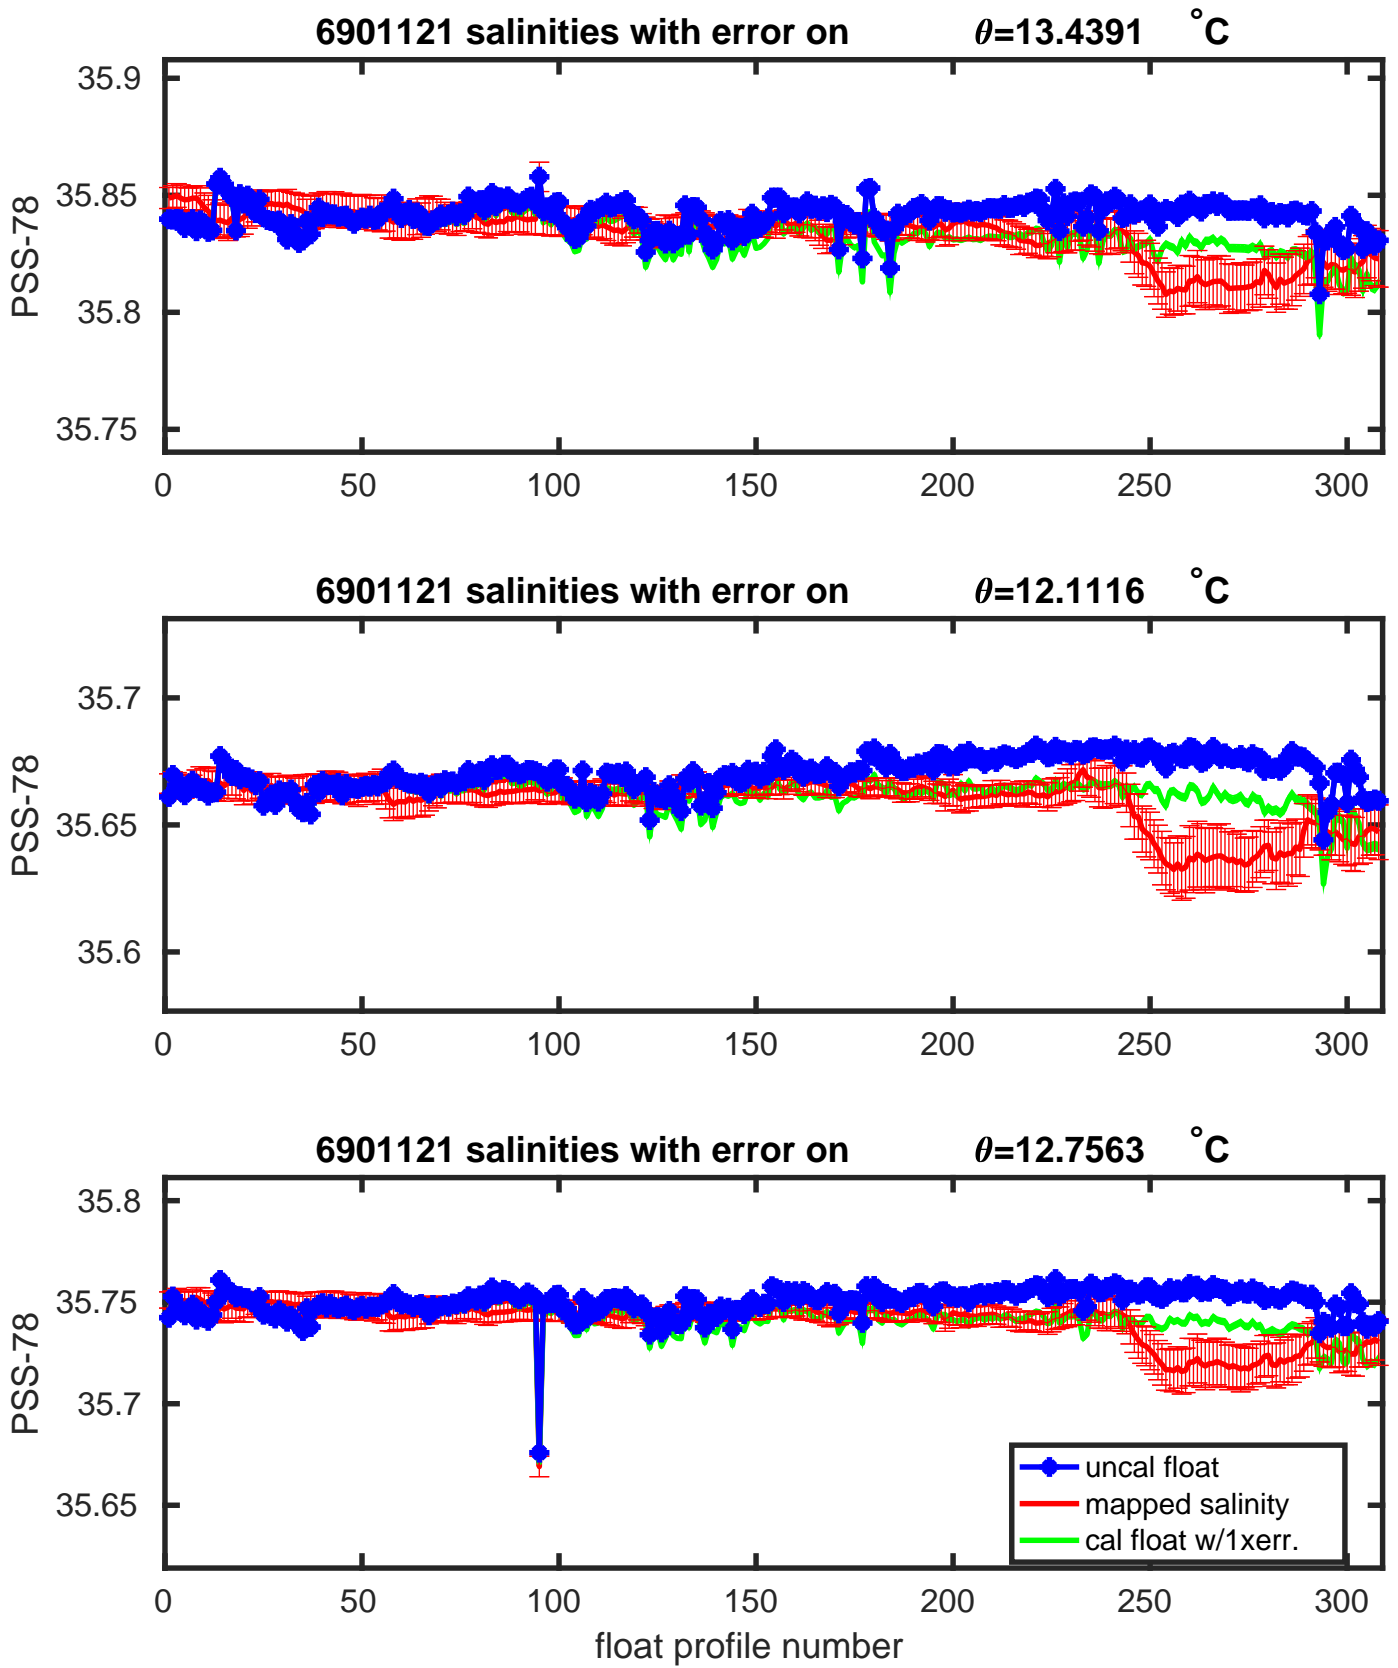 6901121 salinities with error on θ=13.4391 °C
35.9
35.85
35.8
35.75
PSS-78
0 50 100 150 200 250 300
6901121 salinities with error on θ=12.1116 °C
35.7
35.65
35.6
PSS-78
0 50 100 150 200 250 300
6901121 salinities with error on θ=12.7563 °C
35.8
35.75
35.7
35.65
PSS-78
uncal float
mapped salinity
cal float w/1xerr.
0 50 100 150 200 250 300
float profile number